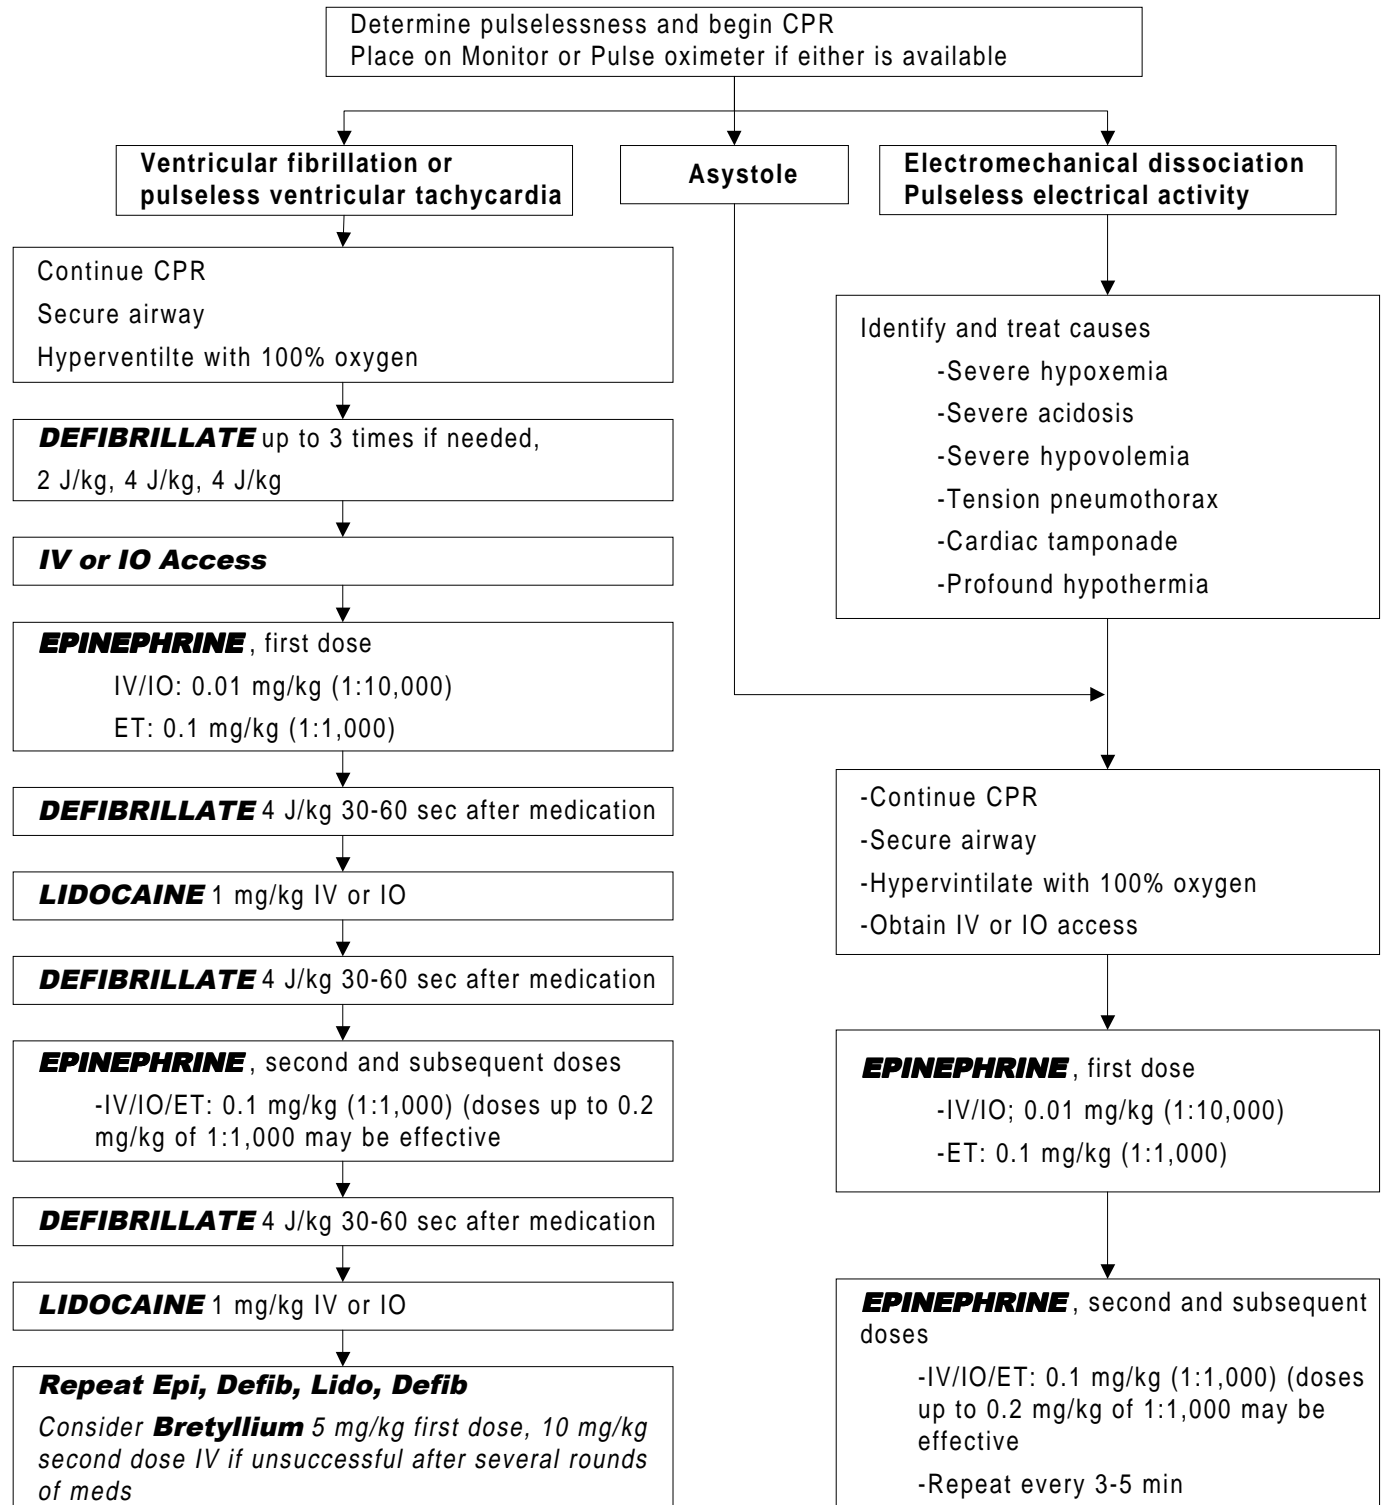 Determine pulselessness and begin CPR
Place on Monitor or Pulse oximeter if either is available
Ventricular fibrillation or
pulseless ventricular tachycardia
Asystole
Electromechanical dissociation
Pulseless electrical activity
Continue CPR
Secure airway
Hyperventilte with 100% oxygen
DEFIBRILLATE up to 3 times if needed,
2 J/kg, 4 J/kg, 4 J/kg
IV or IO Access
EPINEPHRINE, first dose
IV/IO: 0.01 mg/kg (1:10,000)
ET: 0.1 mg/kg (1:1,000)
DEFIBRILLATE 4 J/kg 30-60 sec after medication
LIDOCAINE 1 mg/kg IV or IO
DEFIBRILLATE 4 J/kg 30-60 sec after medication
EPINEPHRINE, second and subsequent doses
-IV/IO/ET: 0.1 mg/kg (1:1,000) (doses up to 0.2
mg/kg of 1:1,000 may be effective
DEFIBRILLATE 4 J/kg 30-60 sec after medication
LIDOCAINE 1 mg/kg IV or IO
Repeat Epi, Defib, Lido, Defib
Consider Bretyllium 5 mg/kg first dose, 10 mg/kg
second dose IV if unsuccessful after several rounds
of meds
Identify and treat causes
-Severe hypoxemia
-Severe acidosis
-Severe hypovolemia
-Tension pneumothorax
-Cardiac tamponade
-Profound hypothermia
-Continue CPR
-Secure airway
-Hypervintilate with 100% oxygen
-Obtain IV or IO access
EPINEPHRINE, first dose
-IV/IO; 0.01 mg/kg (1:10,000)
-ET: 0.1 mg/kg (1:1,000)
EPINEPHRINE, second and subsequent
doses
-IV/IO/ET: 0.1 mg/kg (1:1,000) (doses
up to 0.2 mg/kg of 1:1,000 may be
effective
-Repeat every 3-5 min